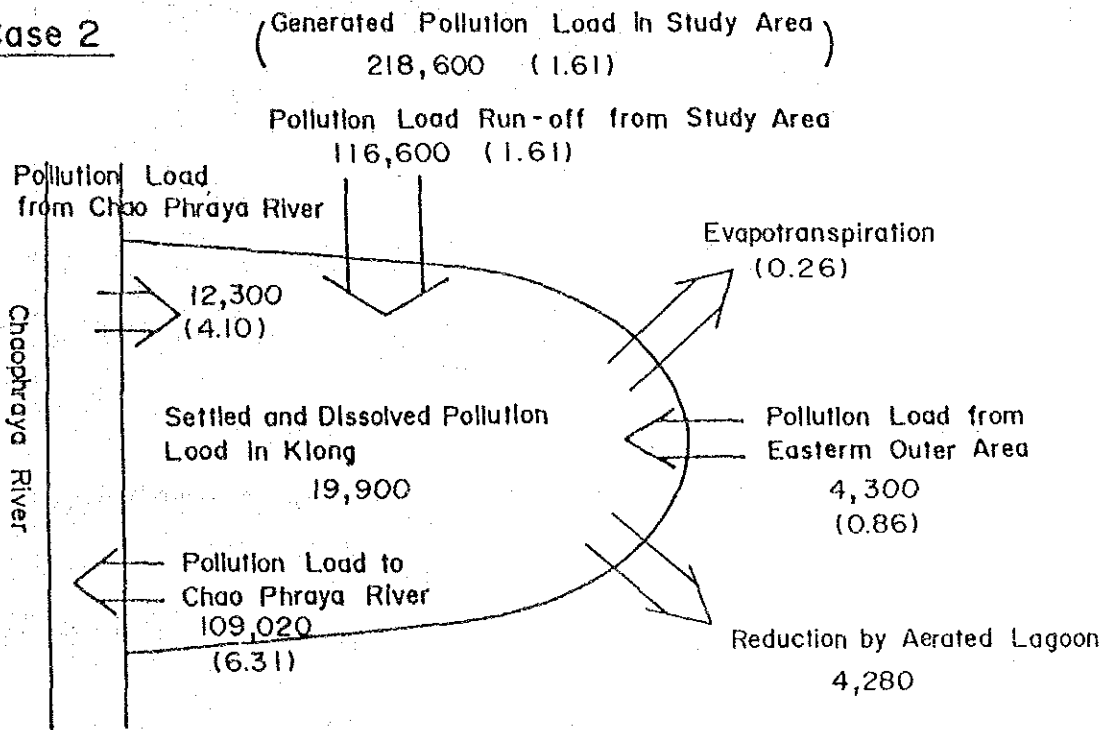 Case 2
(Generated Pollution Load in Study Area)
218,600 (1.61)
Pollution Load Run-off from Study Area
116,600 (1.61)
Pollution Load
from Chao Phraya River
12,300
(4.10)
Evapotranspiration
(0.26)
Chaophraya River
Settled and Dissolved Pollution
Lood in Klong
19,900
Pollution Load from
Easterm Outer Area
4,300
(0.86)
Pollution Load to
Chao Phraya River
109,020
(6.31)
Reduction by Aerated Lagoon
4,280